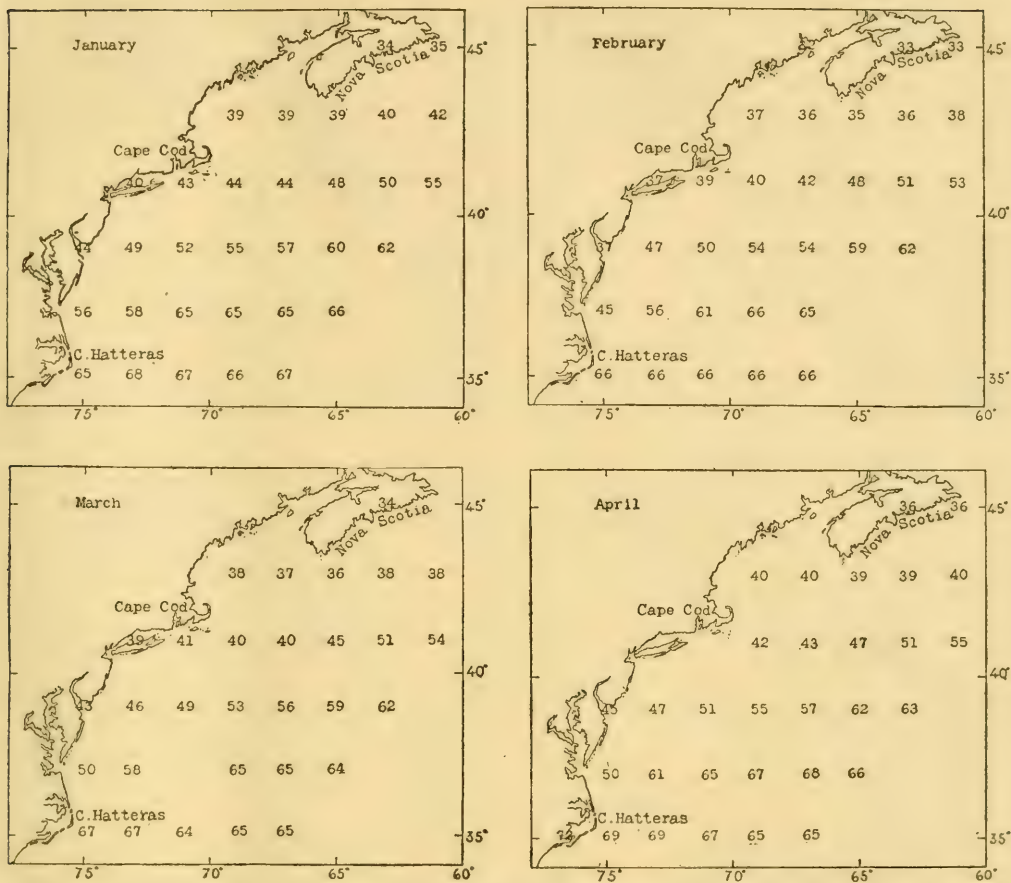 January
34 35 45°
Nova Scotia
39 39 39 40 42
Cape Cod
40 43 44 44 48 50 55
40°
44 49 52 55 57 60 62
56 58 65 65 65 66
C.Hatteras
65 68 67 66 67 35°
75° 70° 65° 60°
February
33 33 45°
Nova Scotia
37 36 35 36 38
Cape Cod
37 39 40 42 48 51 53
40°
47 50 54 54 59 62
45 56 61 66 65
C.Hatteras
66 66 66 66 66 35°
75° 70° 65° 60°
March
34 45°
Nova Scotia
38 37 36 38 38
Cape Cod
39 41 40 40 45 51 54
40°
46 49 53 56 59 62
50 58 65 65 64
C.Hatteras
67 67 64 65 65 35°
75° 70° 65° 60°
April
36 36 45°
Nova Scotia
40 40 39 39 40
Cape Cod
42 43 47 51 55
40°
45 47 51 55 57 62 63
50 61 65 67 68 66
C.Hatteras
72 69 69 67 65 65 35°
75° 70° 65° 60°